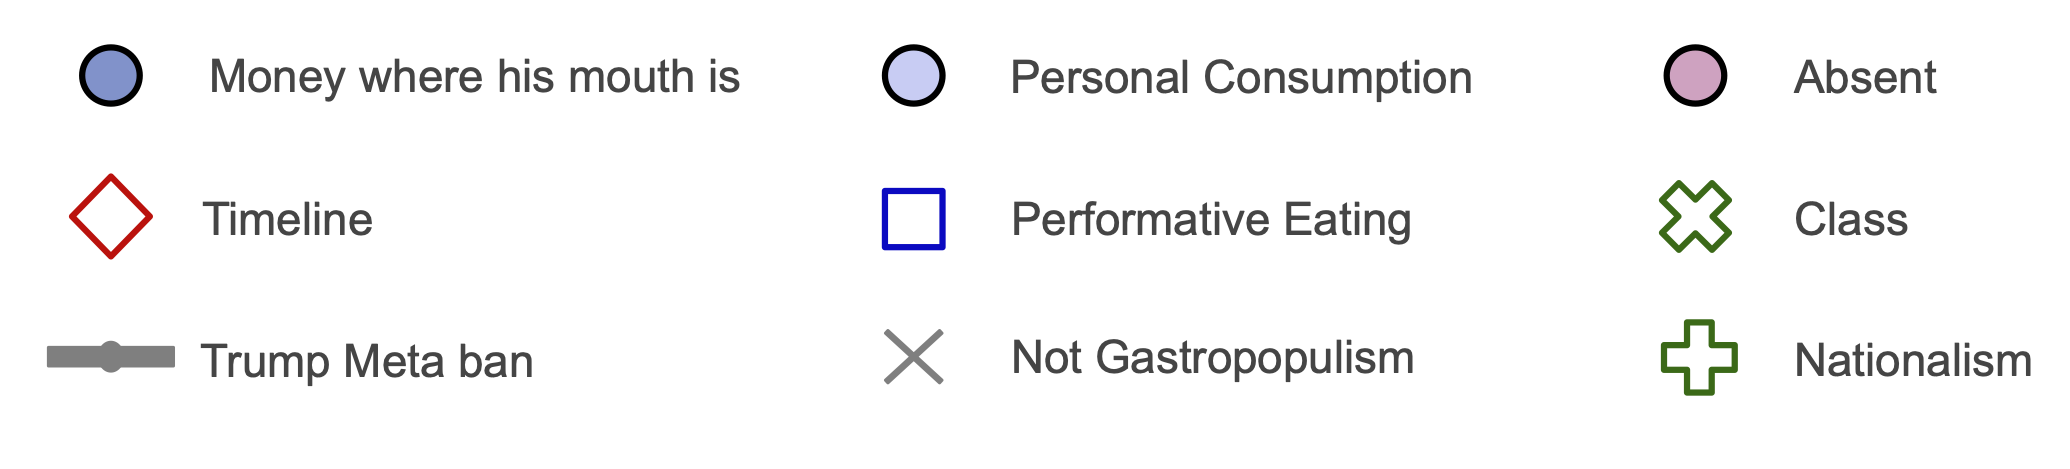 Money where his mouth is
Personal Consumption
Absent
Timeline
Performative Eating
Class
Trump Meta ban
Not Gastropopulism
Nationalism